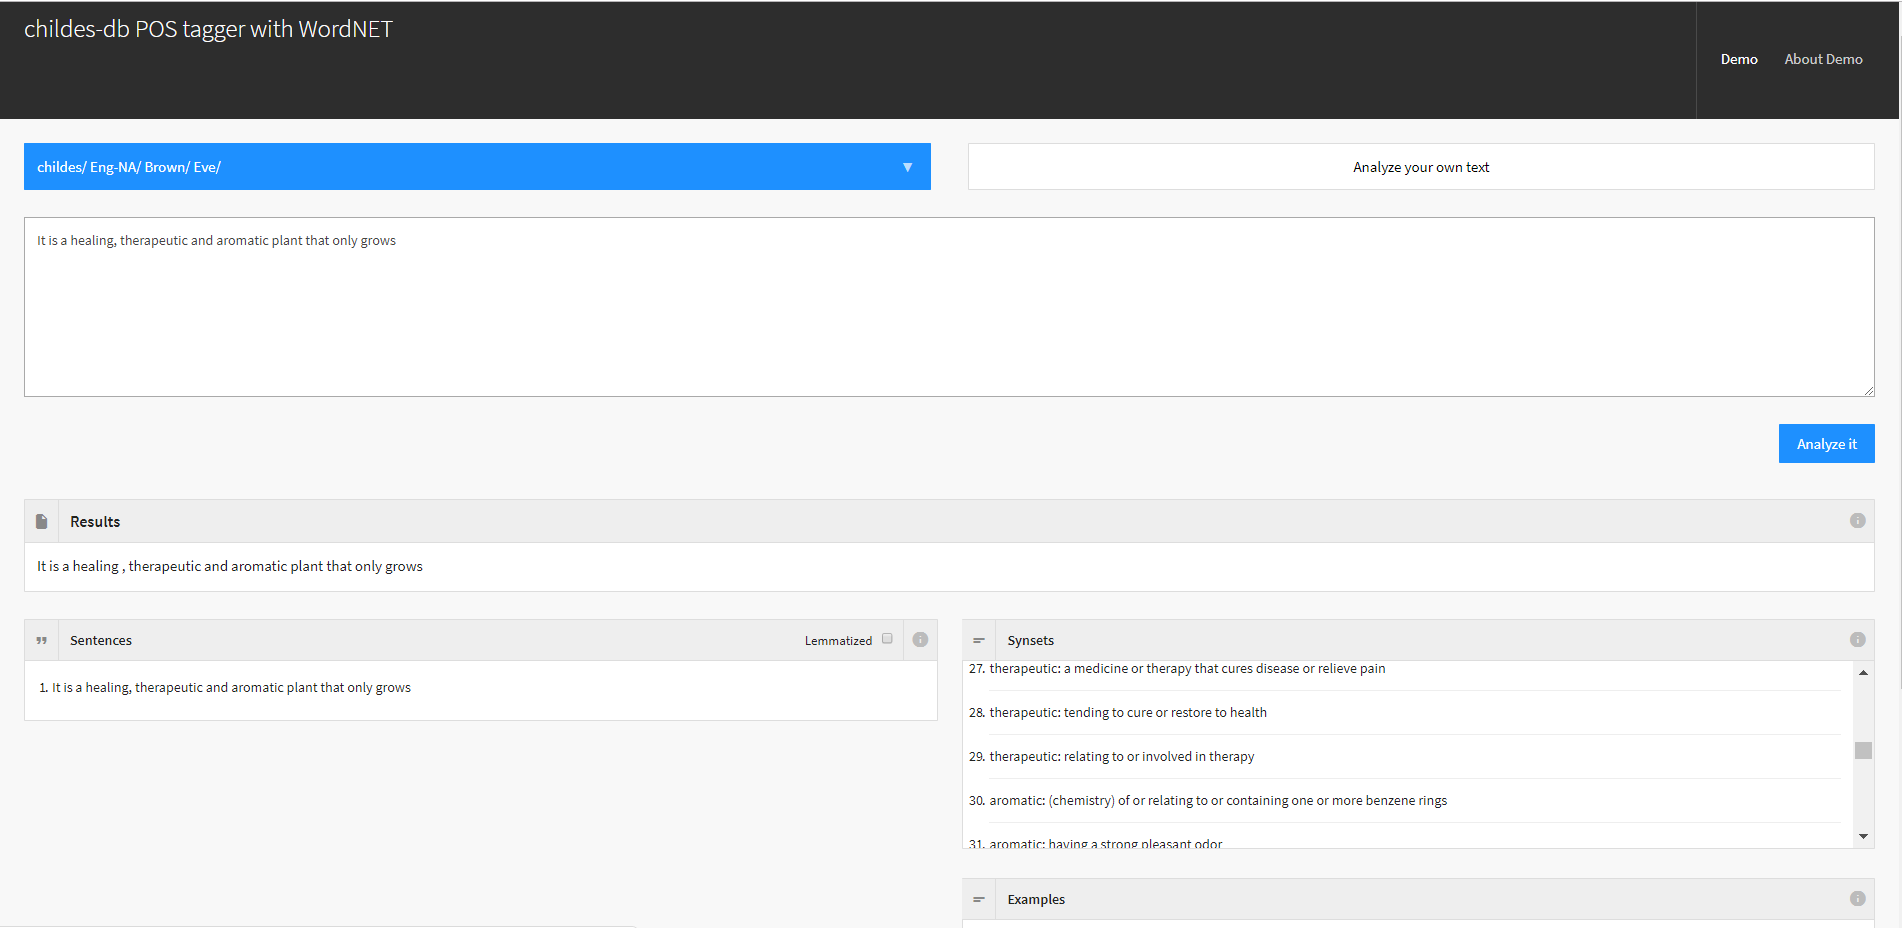 childes-db POS tagger with WordNET
Demo
About Demo
childes/ Eng-NA/ Brown/ Eve/
Analyze your own text
It is a healing, therapeutic and aromatic plant that only grows
Analyze it
Results
It is a healing , therapeutic and aromatic plant that only grows
Sentences
Lemmatized
1. It is a healing, therapeutic and aromatic plant that only grows
Synsets
27. therapeutic: a medicine or therapy that cures disease or relieve pain
28. therapeutic: tending to cure or restore to health
29. therapeutic: relating to or involved in therapy
30. aromatic: (chemistry) of or relating to or containing one or more benzene rings
31. aromatic: having a strong pleasant odor
Examples